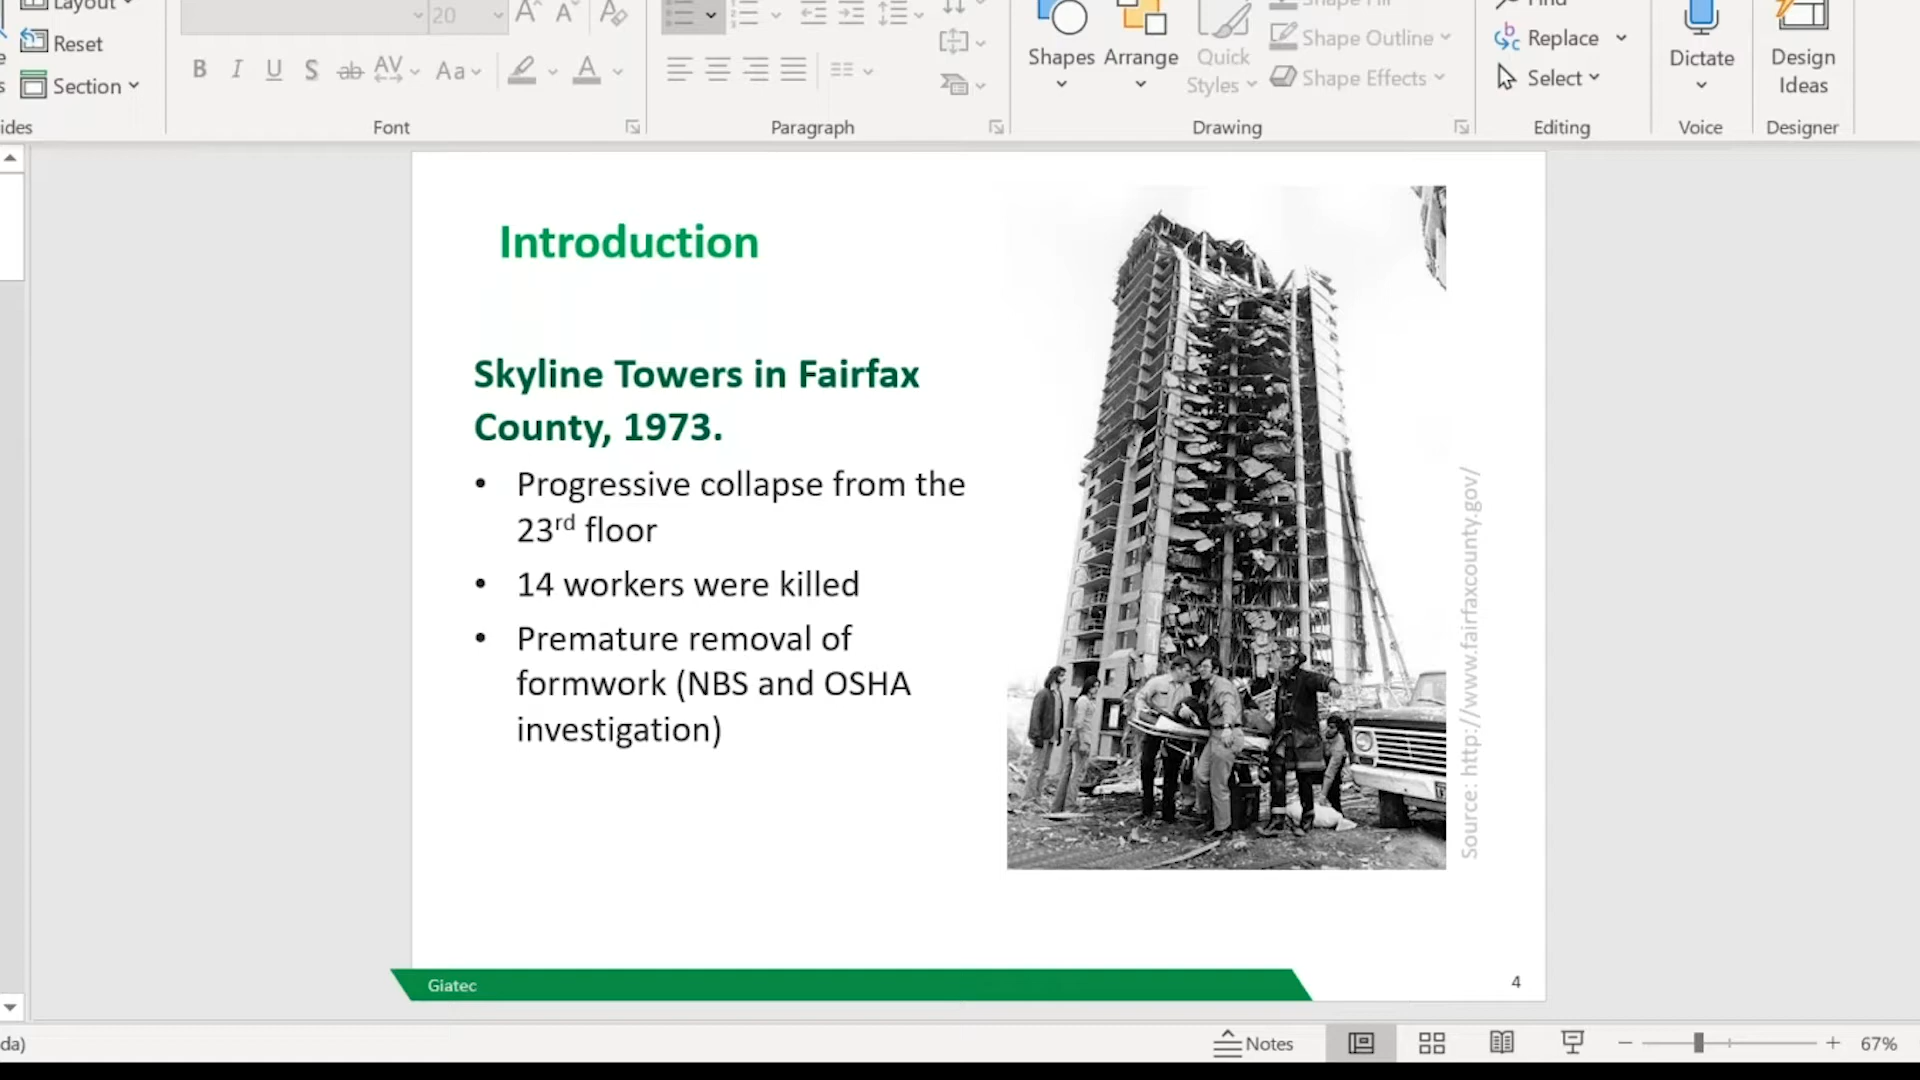 Layout
20
Reset
Section
ides
B I U S ab AV Aa A
Font
Paragraph
Shapes
Arrange
Quick
Styles
Shape Fill
Shape Outline
Shape Effects
Drawing
Find
Replace
Select
Editing
Dictate
Voice
Design
Ideas
Designer
Introduction
Skyline Towers in Fairfax
County, 1973.
• Progressive collapse from the
23rd floor
• 14 workers were killed
• Premature removal of
formwork (NBS and OSHA
investigation)
Source: http://www.fairfaxcounty.gov/
Giatec
4
da)
Notes
67%